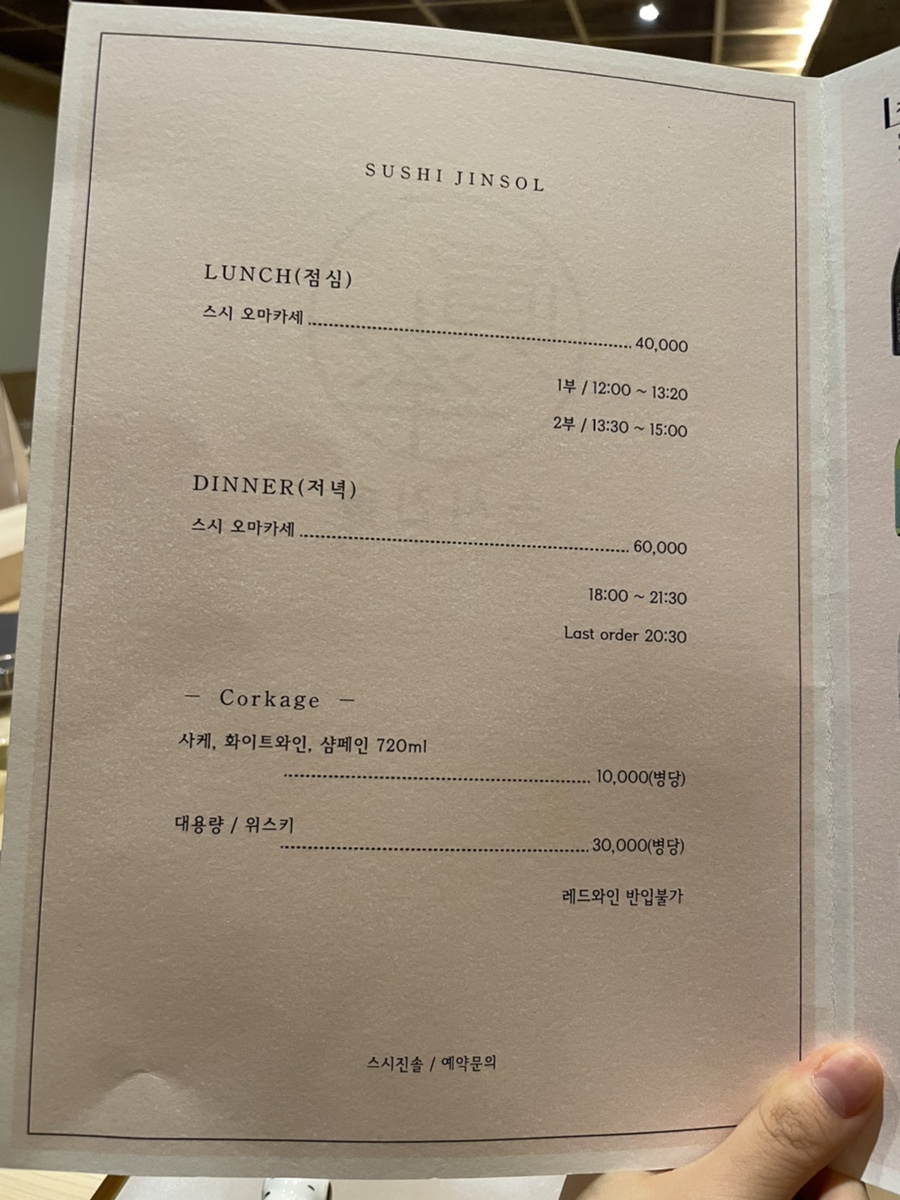 SUSHI JINSOL
LUNCH(점심)
스시 오마카세 40,000
1부 / 12:00 ~ 13:20
2부 / 13:30 ~ 15:00
DINNER(저녁)
스시 오마카세 60,000
18:00 ~ 21:30
Last order 20:30
— Corkage —
사케, 화이트와인, 샴페인 720ml
10,000(병당)
대용량 / 위스키
30,000(병당)
레드와인 반입불가
스시진솔 / 예약문의